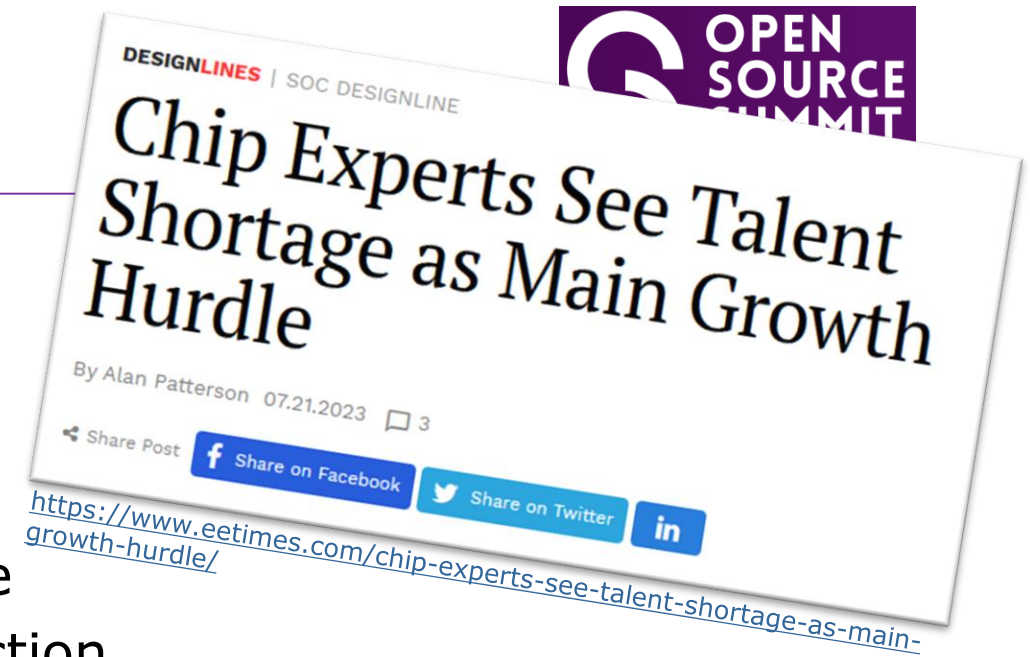 OPEN
SOURCE
SUMMIT
DESIGNLINES | SOC DESIGNLINE
Chip Experts See Talent
Shortage as Main Growth
Hurdle
By Alan Patterson 07.21.2023 3
Share Post f Share on Facebook Share on Twitter in
https://www.eetimes.com/chip-experts-see-talent-shortage-as-main-
growth-hurdle/